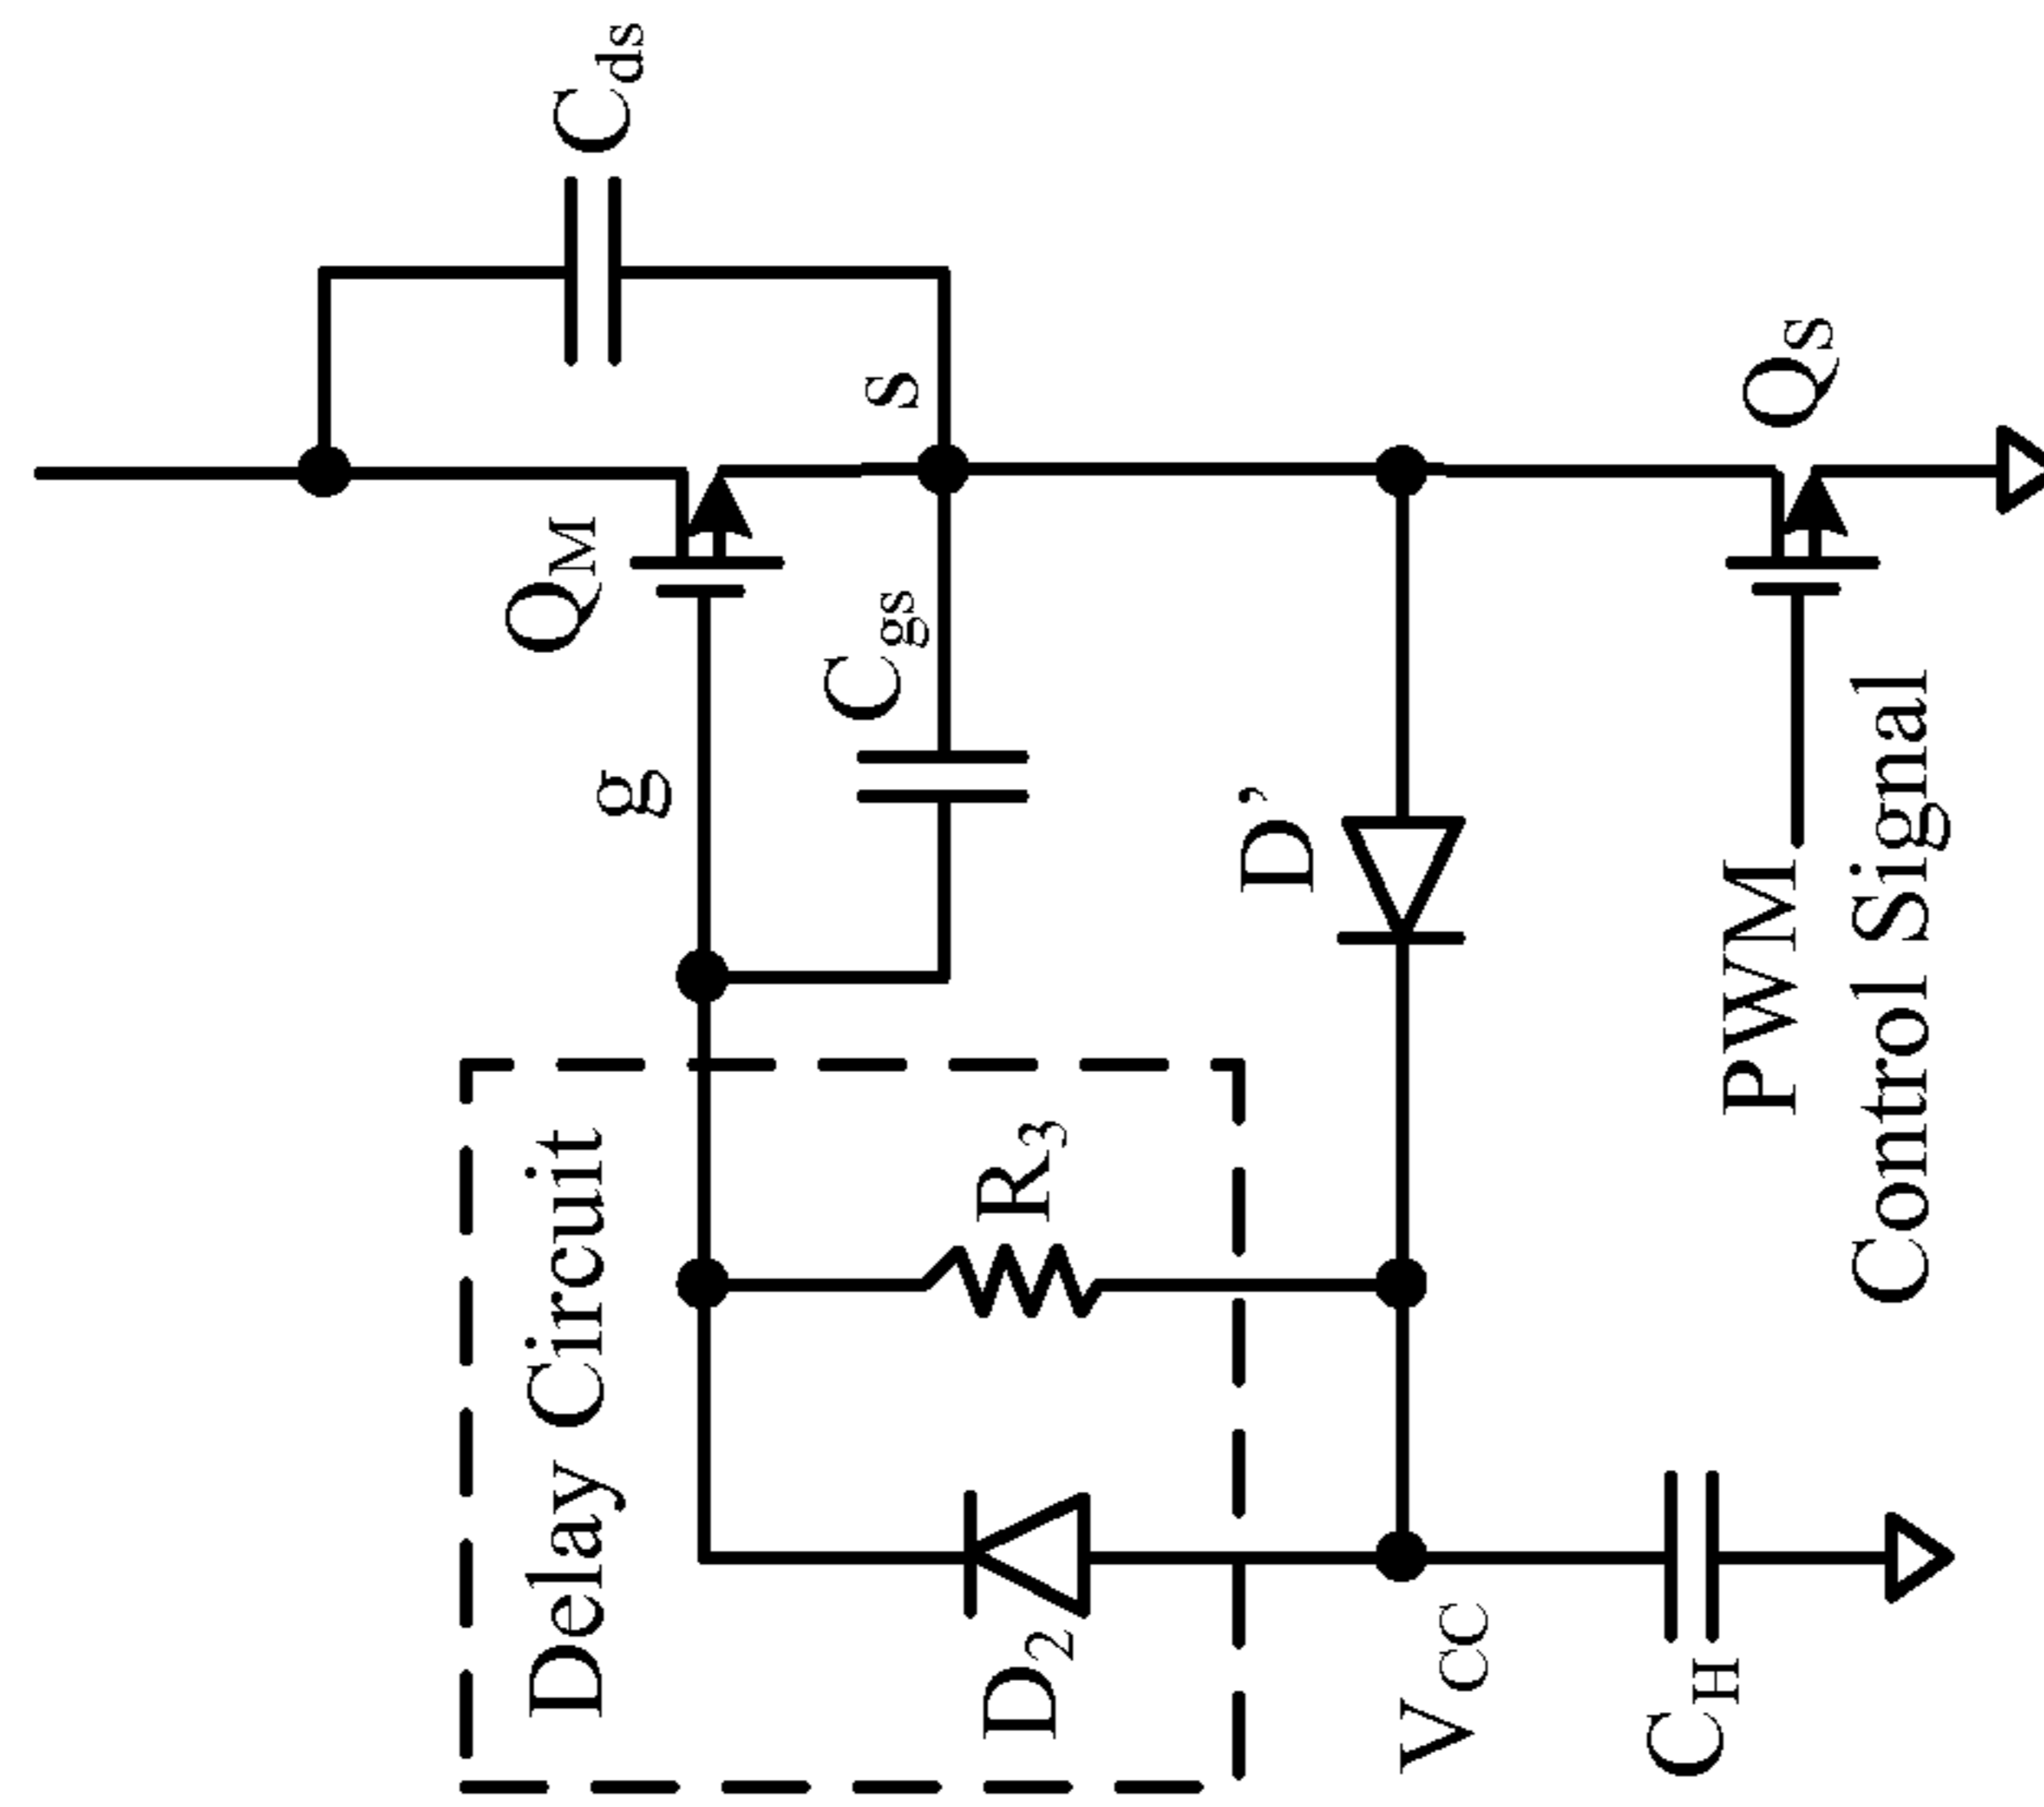 Delay Circuit
D2
R3
VCC
CH
g
QM
Cgs
s
Cds
D’
PWM
Control Signal
QS